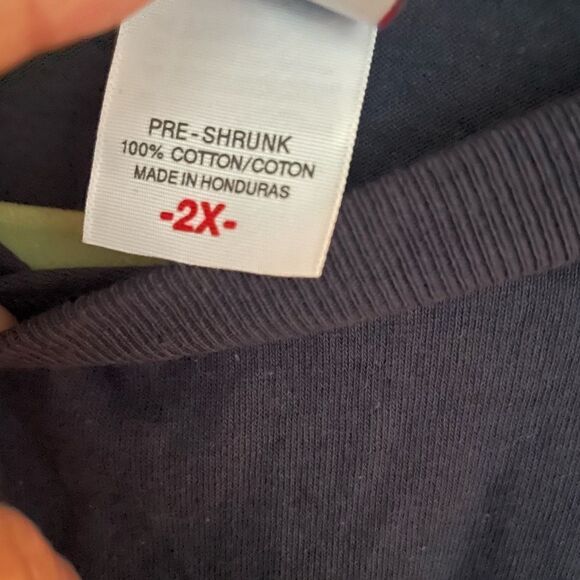 PRE-SHRUNK
100% COTTON/COTON
MADE IN HONDURAS
-2X-